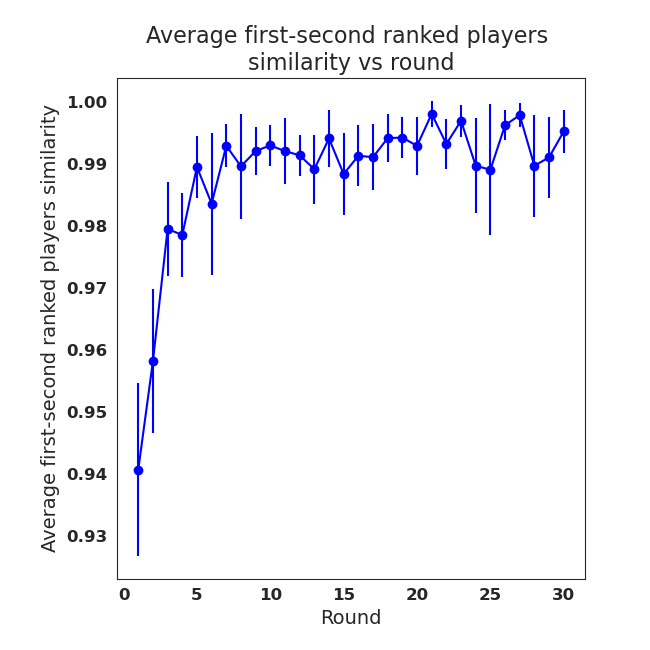 Average first-second ranked players
similarity vs round
Average first-second ranked players similarity
1.00
0.99
0.98
0.97
0.96
0.95
0.94
0.93
0 5 10 15 20 25 30
Round